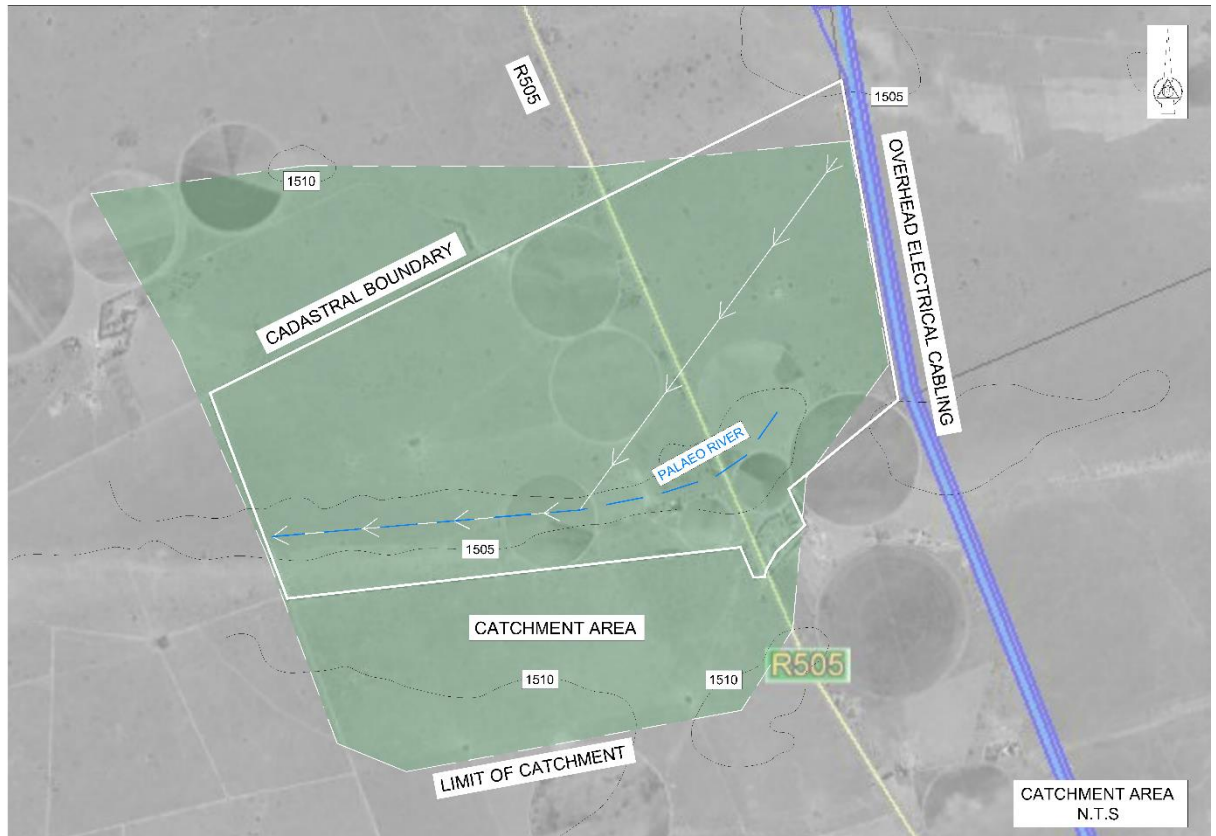 R505
1505
OVERHEAD ELECTRICAL CABLING
1510
CADASTRAL BOUNDARY
PALAEO RIVER
1505
CATCHMENT AREA
R505
1510
1510
LIMIT OF CATCHMENT
CATCHMENT AREA
N.T.S